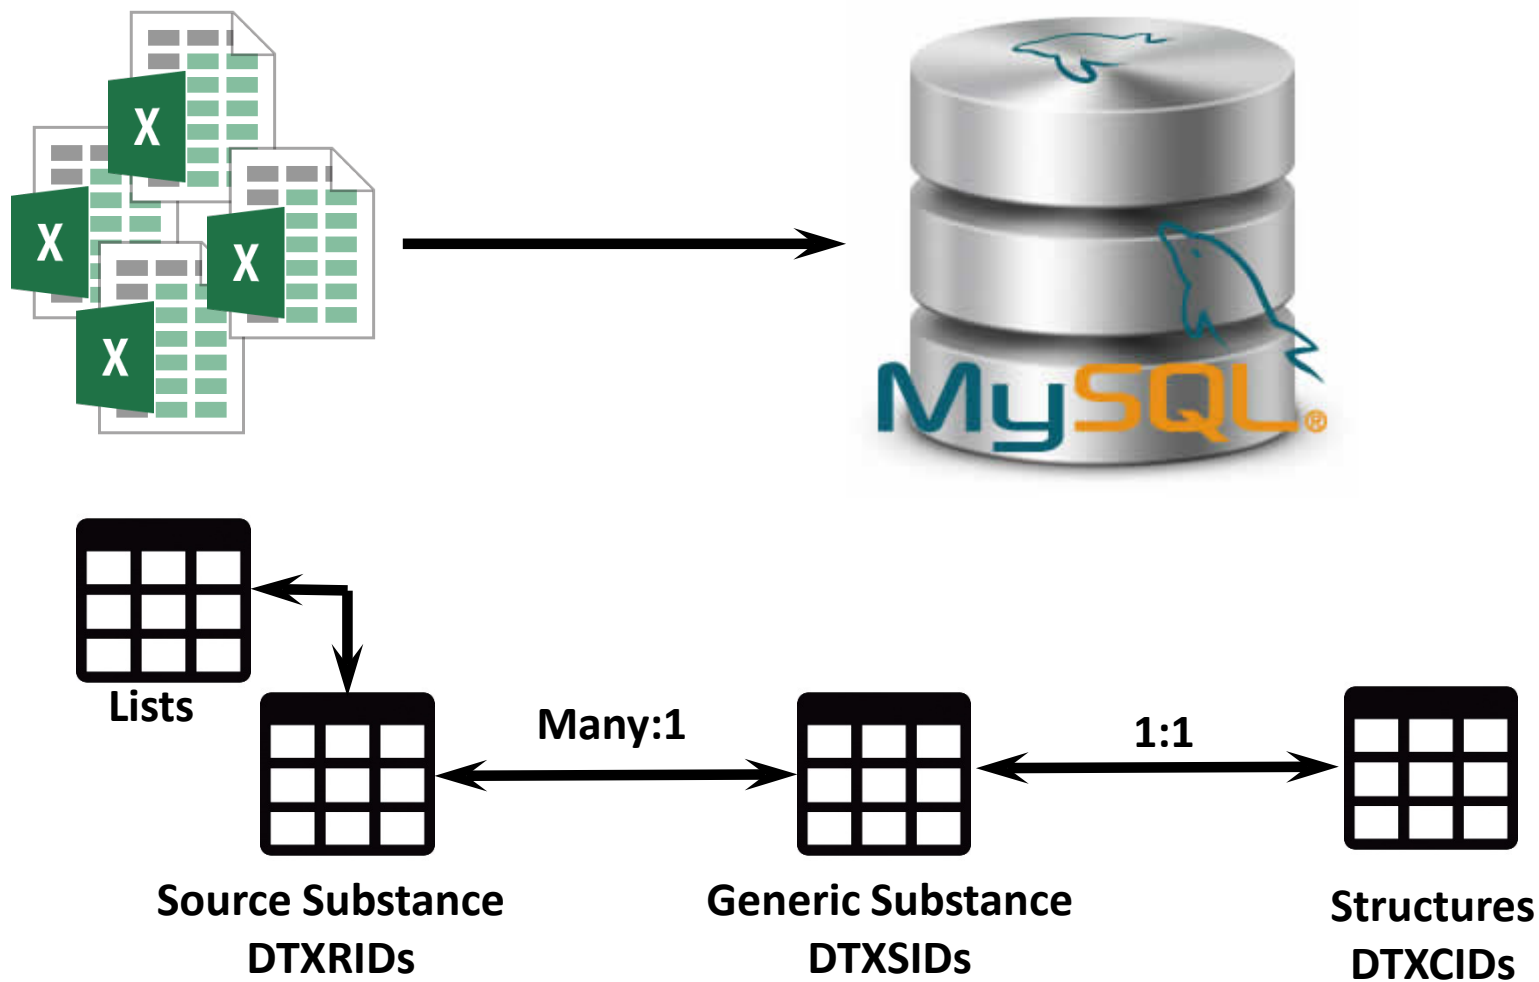 X
X
X
X
MySQL®
Lists
Many:1
1:1
Source Substance
DTXRIDs
Generic Substance
DTXSIDs
Structures
DTXCIDs